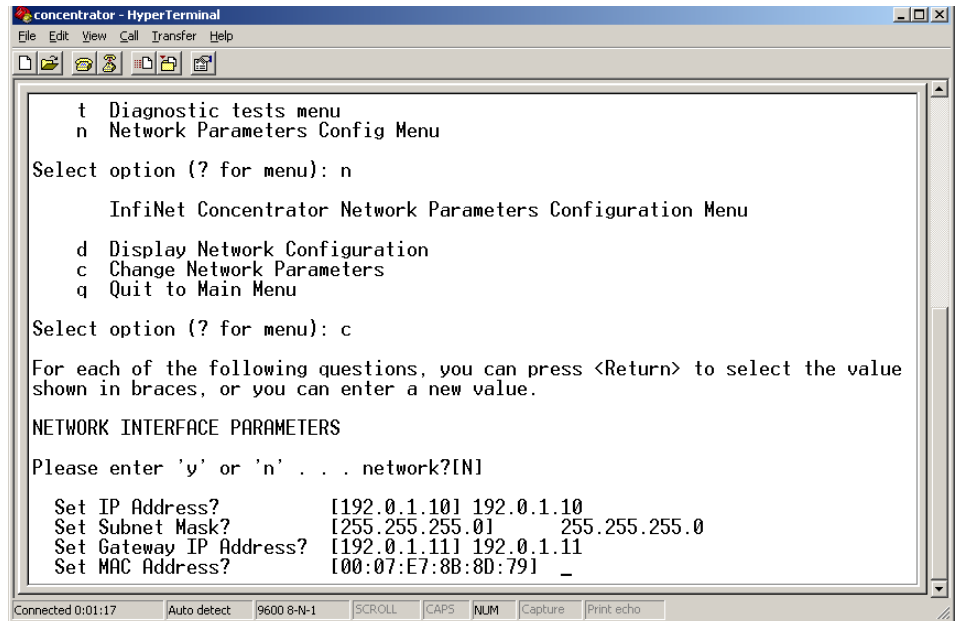 concentrator - HyperTerminal
File Edit View Call Transfer Help
t Diagnostic tests menu
n Network Parameters Config Menu
Select option (? for menu): n
InfiNet Concentrator Network Parameters Configuration Menu
d Display Network Configuration
c Change Network Parameters
q Quit to Main Menu
Select option (? for menu): c
For each of the following questions, you can press <Return> to select the value
shown in braces, or you can enter a new value.
NETWORK INTERFACE PARAMETERS
Please enter 'y' or 'n' . . . network?[N]
Set IP Address? [192.0.1.10] 192.0.1.10
Set Subnet Mask? [255.255.255.0] 255.255.255.0
Set Gateway IP Address? [192.0.1.11] 192.0.1.11
Set MAC Address? [00:07:E7:8B:8D:79] _
Connected 0:01:17 Auto detect 9600 8-N-1 SCROLL CAPS NUM Capture Print echo